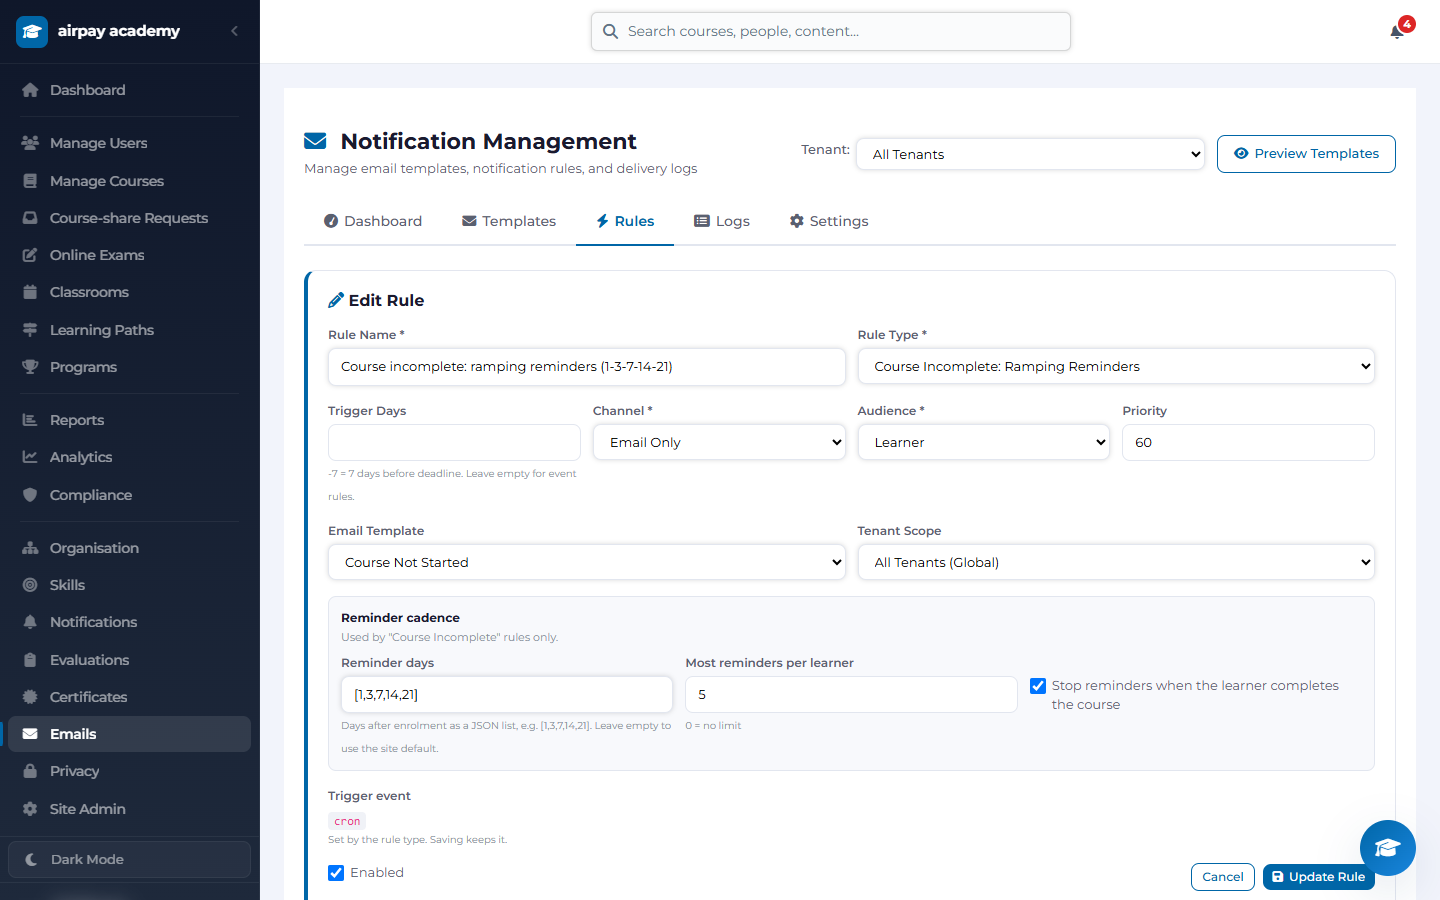 airpay academy
Search courses, people, content...
4
Dashboard
Manage Users
Manage Courses
Course-share Requests
Online Exams
Classrooms
Learning Paths
Programs
Reports
Analytics
Compliance
Organisation
Skills
Notifications
Evaluations
Certificates
Emails
Privacy
Site Admin
Dark Mode
Notification Management
Manage email templates, notification rules, and delivery logs
Tenant:
All Tenants
Preview Templates
Dashboard
Templates
Rules
Logs
Settings
Edit Rule
Rule Name *
Rule Type *
Course incomplete: ramping reminders (1-3-7-14-21)
Course Incomplete: Ramping Reminders
Trigger Days
Channel *
Audience *
Priority
Email Only
Learner
60
-7 = 7 days before deadline. Leave empty for event
rules.
Email Template
Tenant Scope
Course Not Started
All Tenants (Global)
Reminder cadence
Used by "Course Incomplete" rules only.
Reminder days
Most reminders per learner
[1,3,7,14,21]
5
Stop reminders when the learner completes
the course
Days after enrolment as a JSON list, e.g. [1,3,7,14,21]. Leave empty to
use the site default.
0 = no limit
Trigger event
cron
Set by the rule type. Saving keeps it.
Enabled
Cancel
Update Rule